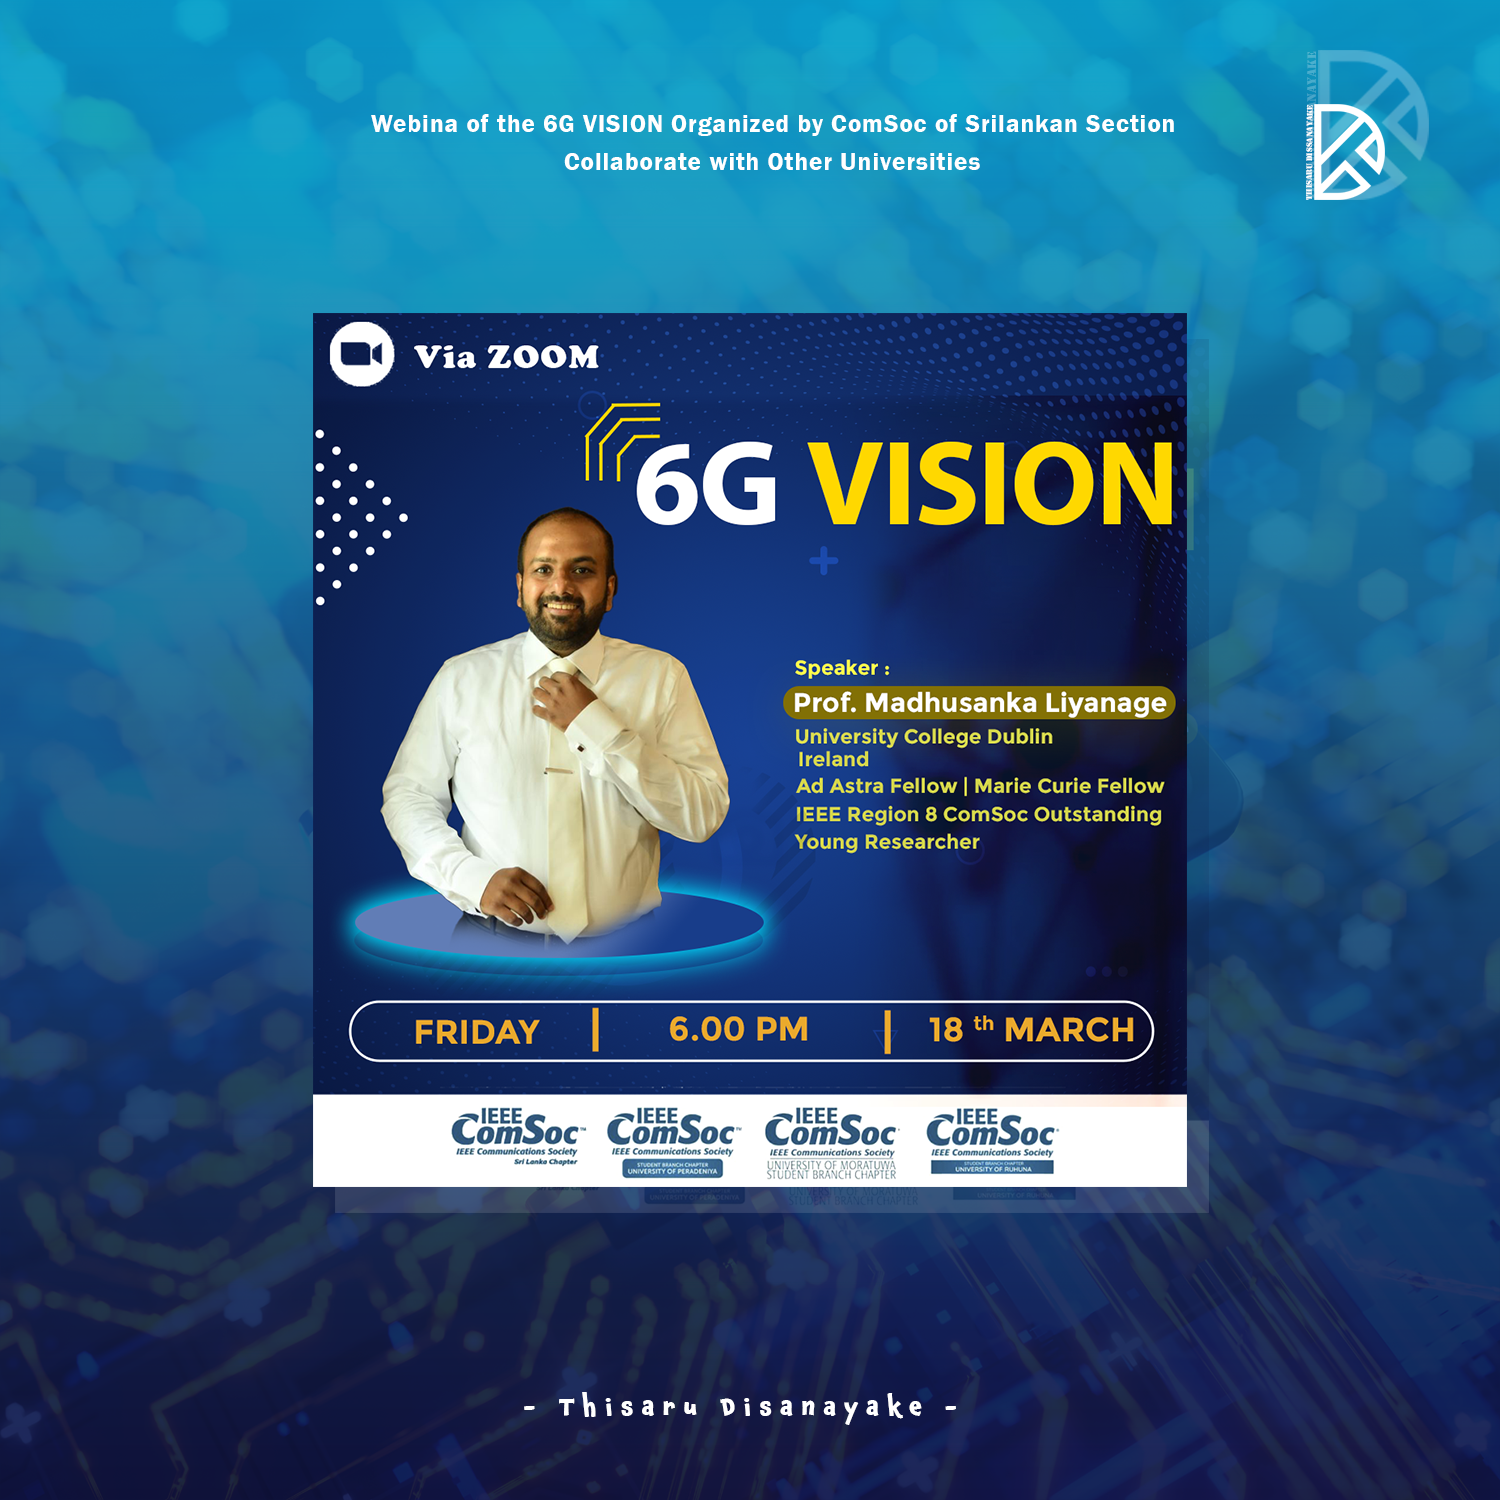 Webina of the 6G VISION Organized by ComSoc of Srilankan Section
Collaborate with Other Universities
THISARU DISSANAYAKE
Via ZOOM
6G VISION
Speaker :
Prof. Madhusanka Liyanage
University College Dublin
Ireland
Ad Astra Fellow | Marie Curie Fellow
IEEE Region 8 ComSoc Outstanding
Young Researcher
FRIDAY | 6.00 PM | 18 th MARCH
IEEE
ComSoc™
IEEE Communications Society
Sri Lanka Chapter
IEEE
ComSoc™
IEEE Communications Society
STUDENT BRANCH CHAPTER
UNIVERSITY OF PERADENIYA
IEEE
ComSoc
IEEE Communications Society
UNIVERSITY OF MORATUWA
STUDENT BRANCH CHAPTER
IEEE
ComSoc
IEEE Communications Society
STUDENT BRANCH CHAPTER
UNIVERSITY OF RUHUNA
- Thisaru Disanayake -